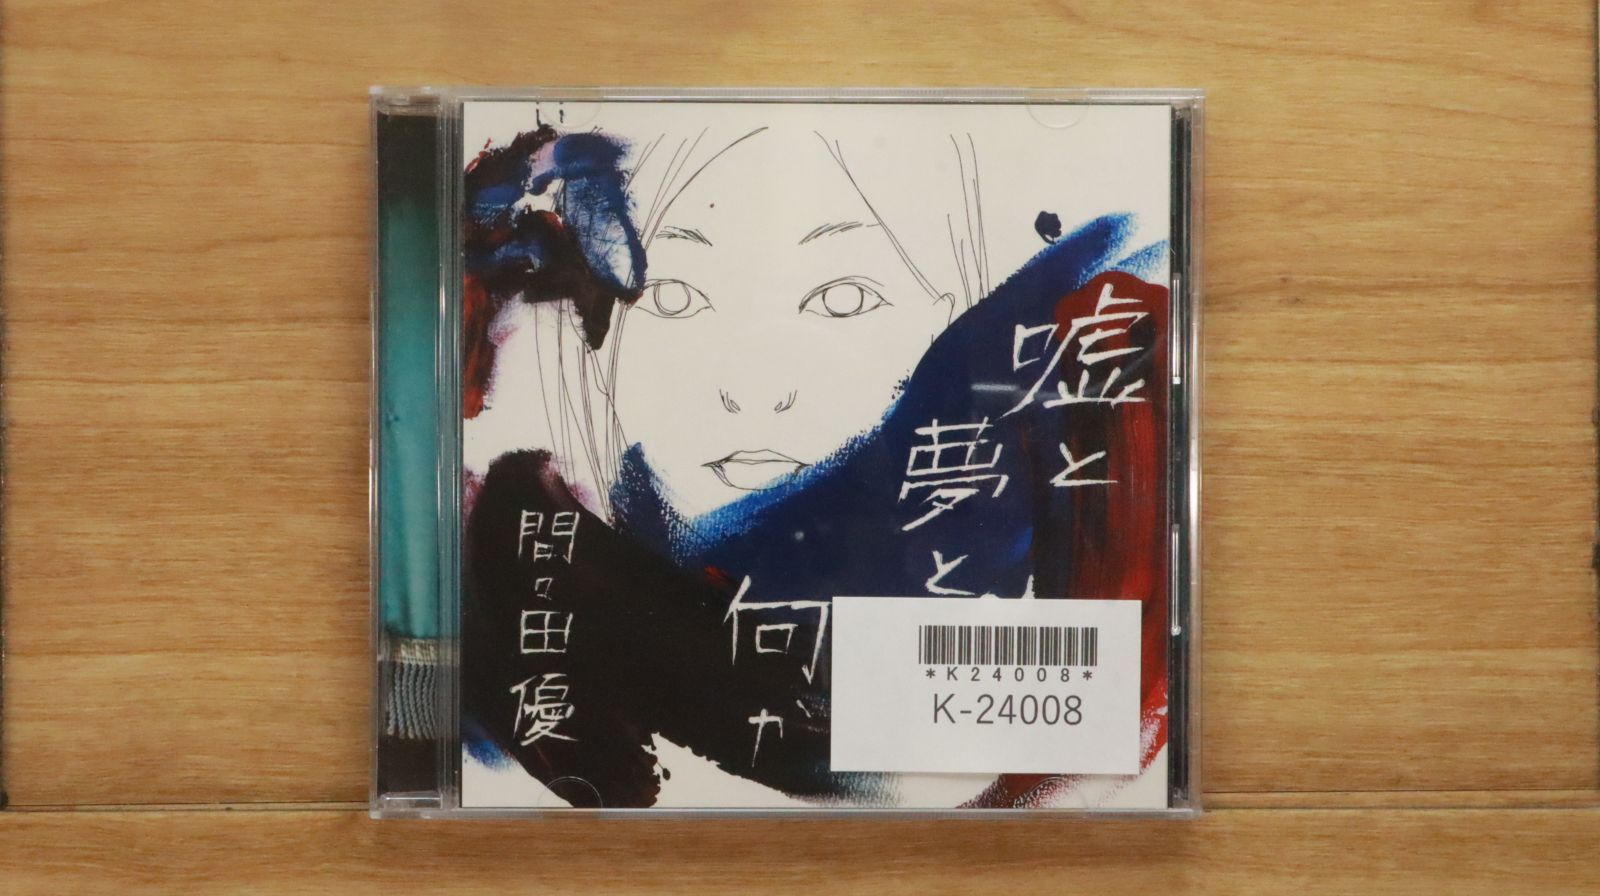 嘘と
夢と
何か
間々田優
*K24008*
K-24008